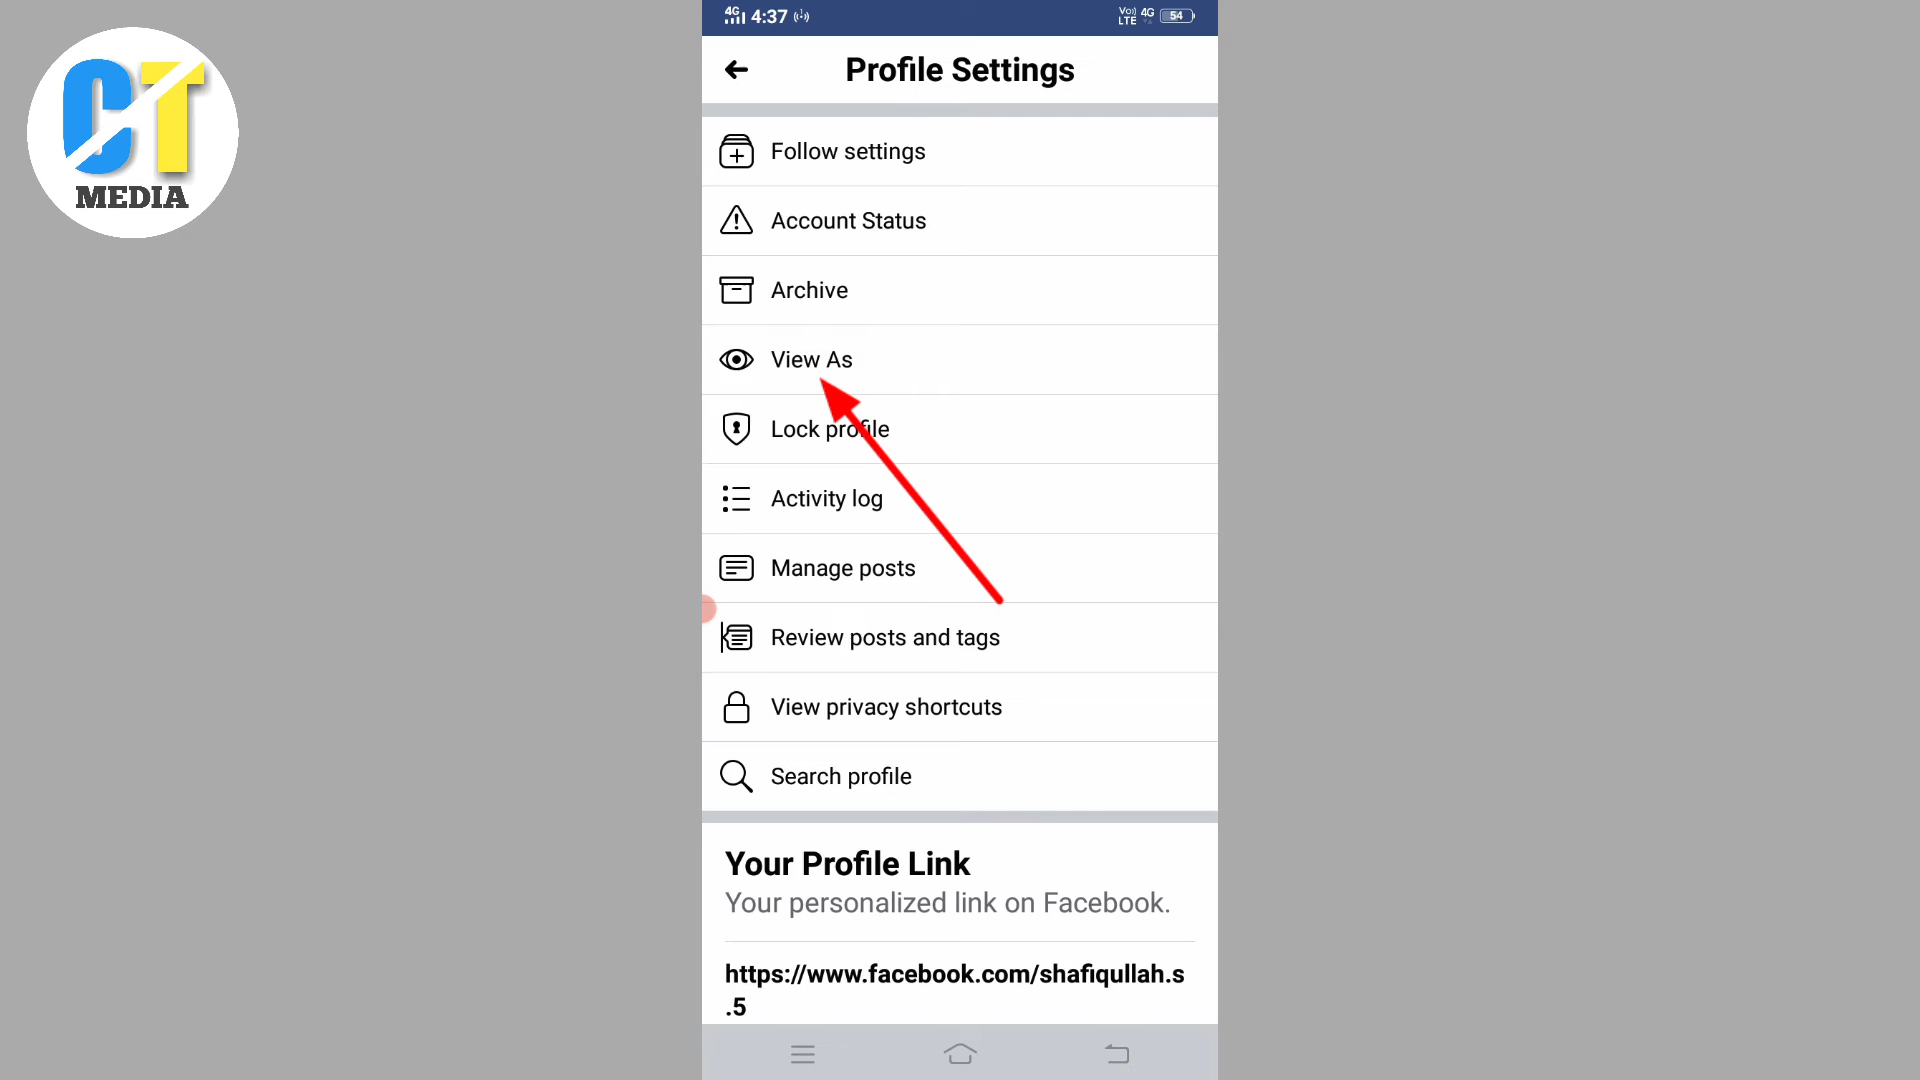 CT
MEDIA
4G 4:37
Vo)) LTE 4G 54
Profile Settings
Follow settings
Account Status
Archive
View As
Lock profile
Activity log
Manage posts
Review posts and tags
View privacy shortcuts
Search profile
Your Profile Link
Your personalized link on Facebook.
https://www.facebook.com/shafiqullah.s
.5